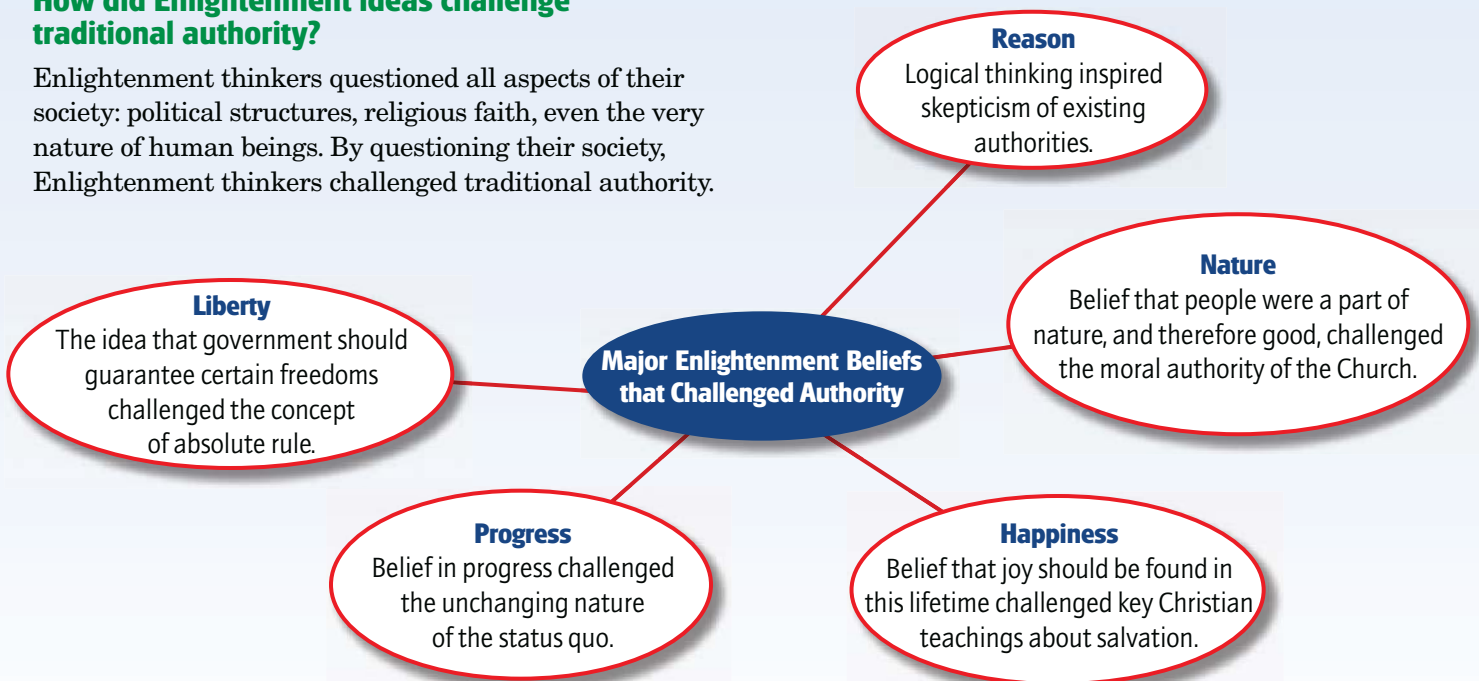 How did Enlightenment ideas challenge
traditional authority?
Enlightenment thinkers questioned all aspects of their
society: political structures, religious faith, even the very
nature of human beings. By questioning their society,
Enlightenment thinkers challenged traditional authority.
Reason
Logical thinking inspired
skepticism of existing
authorities.
Nature
Belief that people were a part of
nature, and therefore good, challenged
the moral authority of the Church.
Liberty
The idea that government should
guarantee certain freedoms
challenged the concept
of absolute rule.
Major Enlightenment Beliefs
that Challenged Authority
Progress
Belief in progress challenged
the unchanging nature
of the status quo.
Happiness
Belief that joy should be found in
this lifetime challenged key Christian
teachings about salvation.